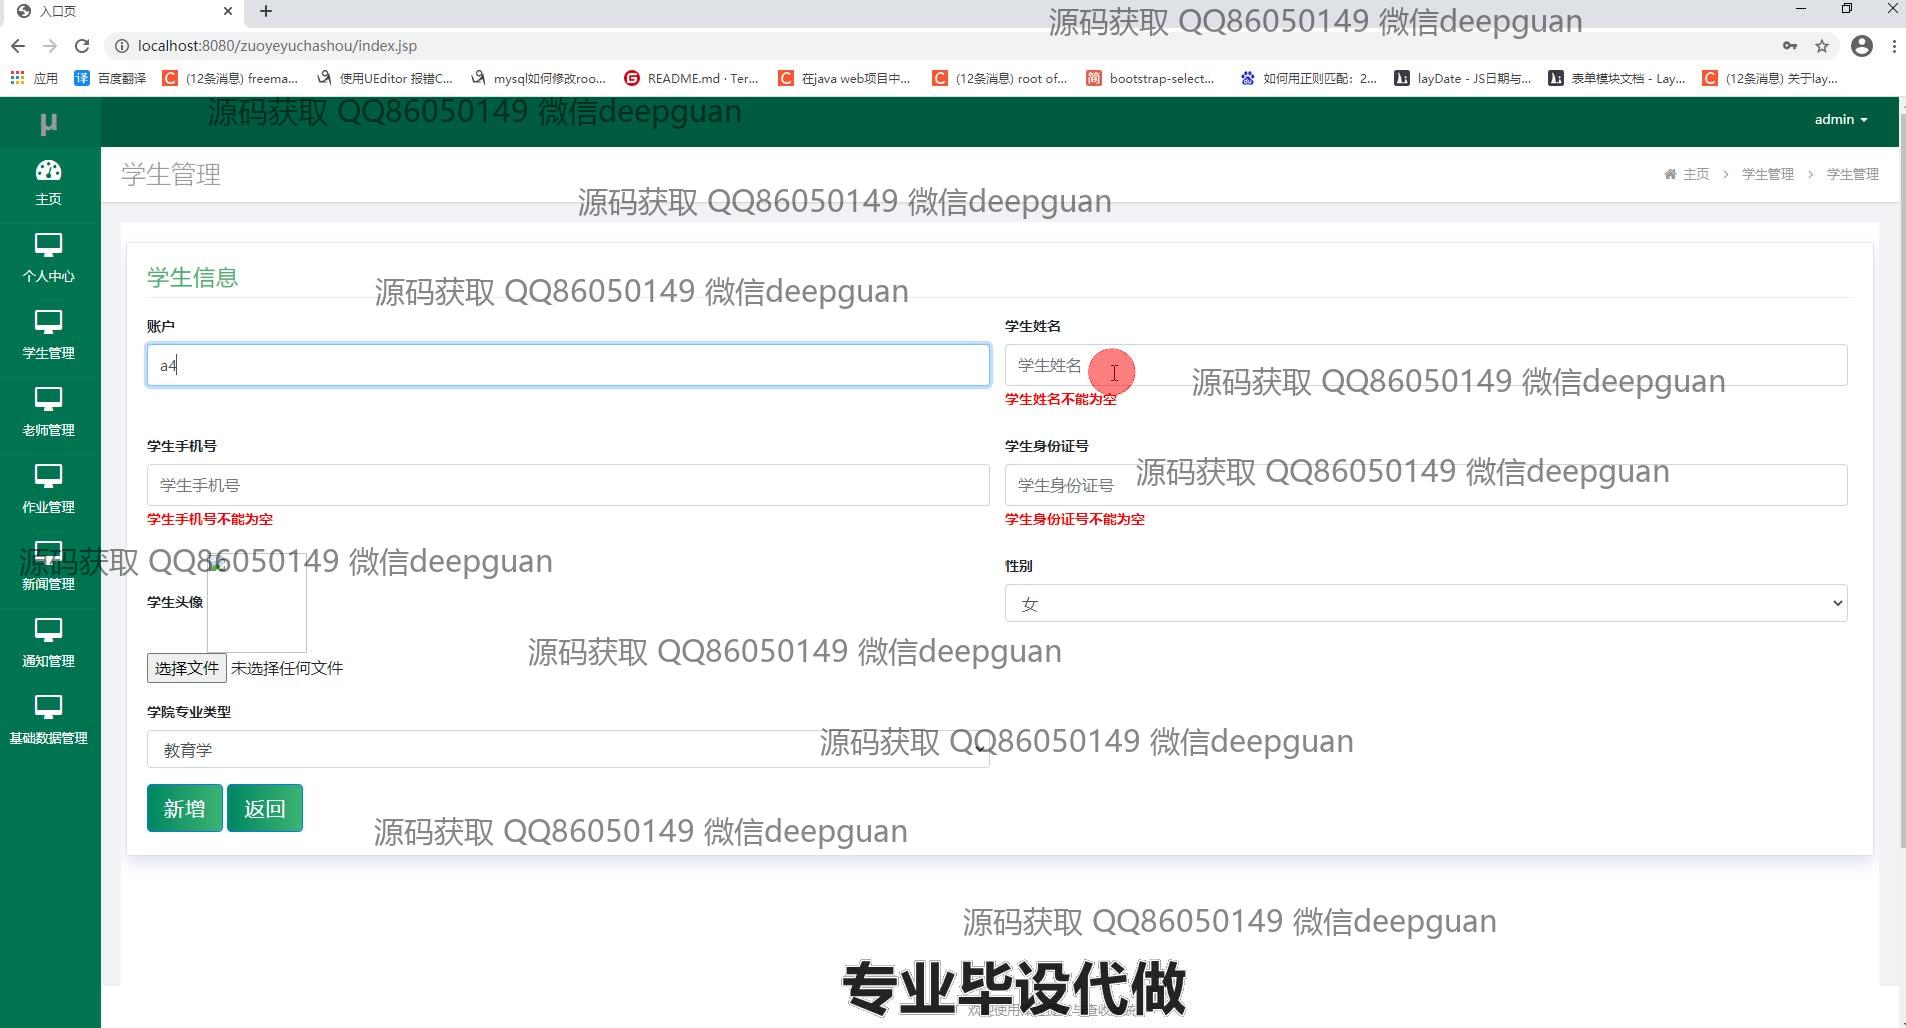 入口页
源码获取 QQ86050149 微信deepguan
localhost:8080/zuoyeyuchashou/index.jsp
应用
百度翻译
(12条消息) freema...
使用UEditor 报错C...
mysql如何修改roo...
README.md · Ter...
在java web项目中...
(12条消息) root of...
bootstrap-select...
如何用正则匹配：2...
layDate - JS日期与...
表单模块文档 - Lay...
(12条消息) 关于lay...
μ
源码获取 QQ86050149 微信deepguan
admin
主页
学生管理
主页 > 学生管理 > 学生管理
源码获取 QQ86050149 微信deepguan
个人中心
学生管理
老师管理
作业管理
新闻管理
通知管理
基础数据管理
学生信息
源码获取 QQ86050149 微信deepguan
账户
学生姓名
a4
学生姓名
源码获取 QQ86050149 微信deepguan
学生姓名不能为空
学生手机号
学生身份证号
学生手机号
学生身份证号
源码获取 QQ86050149 微信deepguan
学生手机号不能为空
学生身份证号不能为空
源码获取 QQ86050149 微信deepguan
性别
学生头像
女
源码获取 QQ86050149 微信deepguan
选择文件 未选择任何文件
学院专业类型
教育学
源码获取 QQ86050149 微信deepguan
新增
返回
源码获取 QQ86050149 微信deepguan
源码获取 QQ86050149 微信deepguan
专业毕设代做